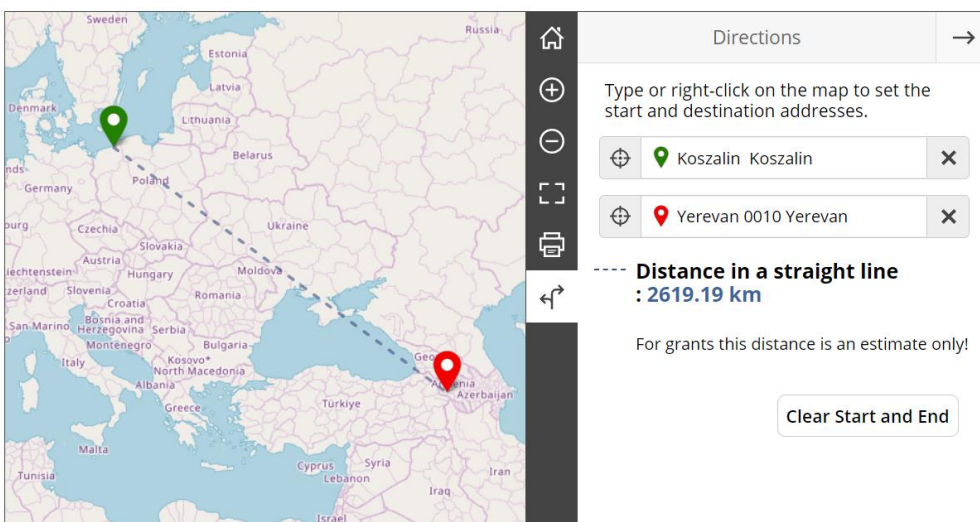 Sweden
Russia
Estonia
Latvia
Denmark
Lithuania
Belarus
nds
Germany
Poland
burg
Czechia
Ukraine
Slovakia
Austria
iechtenstein
Hungary
Moldova
zerland
Slovenia
Croatia
Romania
San Marino
Bosnia and
Herzegovina
Serbia
Montenegro
Bulgaria
Italy
Kosovo*
North Macedonia
Albania
Greece
Türkiye
Azerbaijan
Malta
Tunisia
Cyprus
Syria
Lebanon
Iran
Iraq
Israel
Directions
Type or right-click on the map to set the
start and destination addresses.
Koszalin Koszalin
Yerevan 0010 Yerevan
Distance in a straight line
: 2619.19 km
For grants this distance is an estimate only!
Clear Start and End